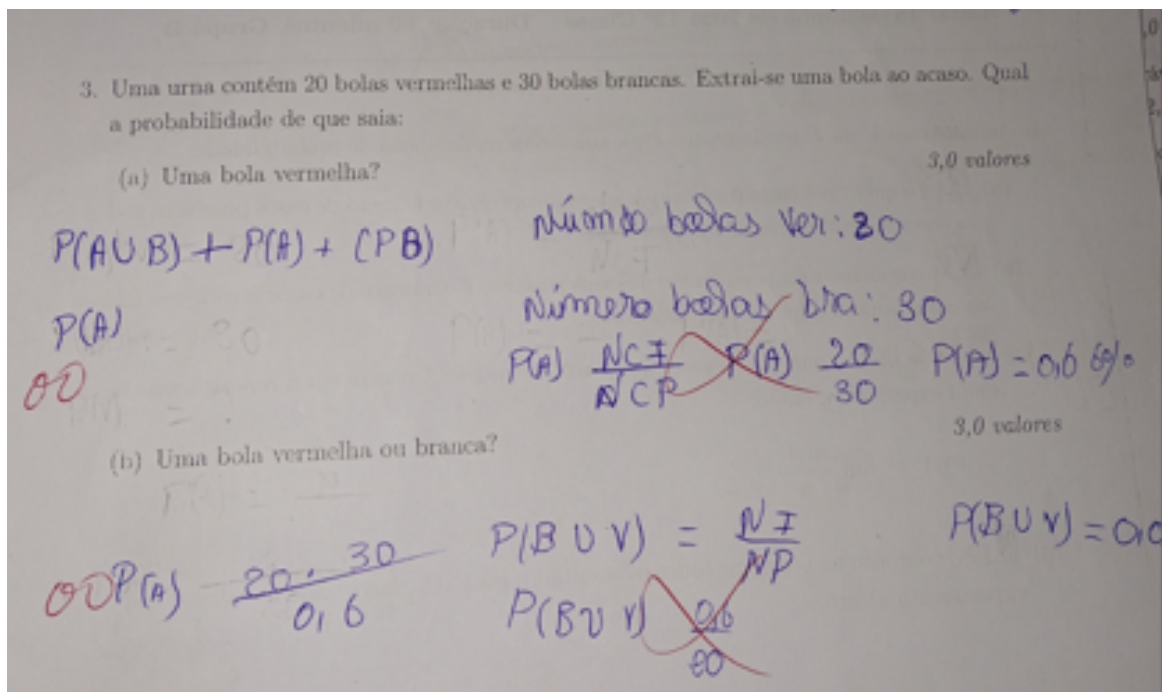 3. Uma urna contém 20 bolas vermelhas e 30 bolas brancas. Extrai-se uma bola ao acaso. Qual
a probabilidade de que saia:
(a) Uma bola vermelha?
3,0 valores
P(A∪B) + P(A) + (PB)
bolas Ver: 30
P(A)
Número bolas bra: 30
P(A) NCF/NCP P(A) 20/30 P(A) = 0,6 6%
00
(b) Uma bola vermelha ou branca?
3,0 valores
00 P(A) 20. 30/0,6
P(B∪V) = NF/NP
P(B∪V) = 0,0
P(B∪V) 0,6